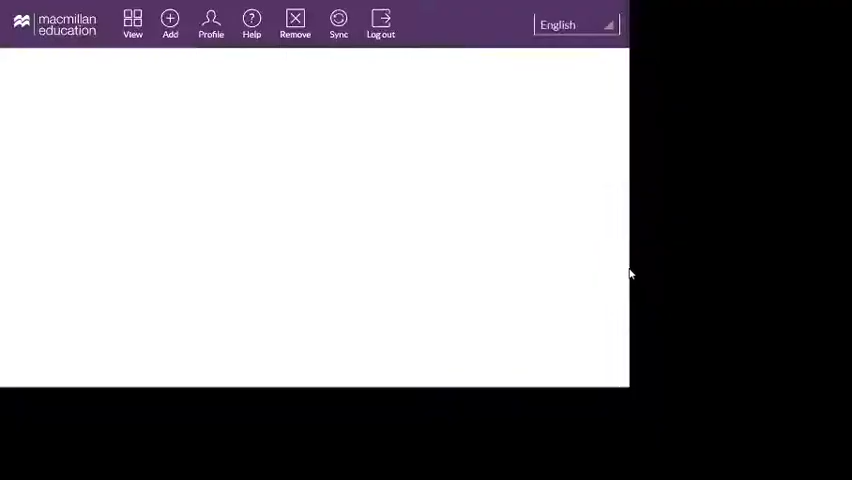 macmillan
education
View
Add
Profile
Help
Remove
Sync
Log out
English